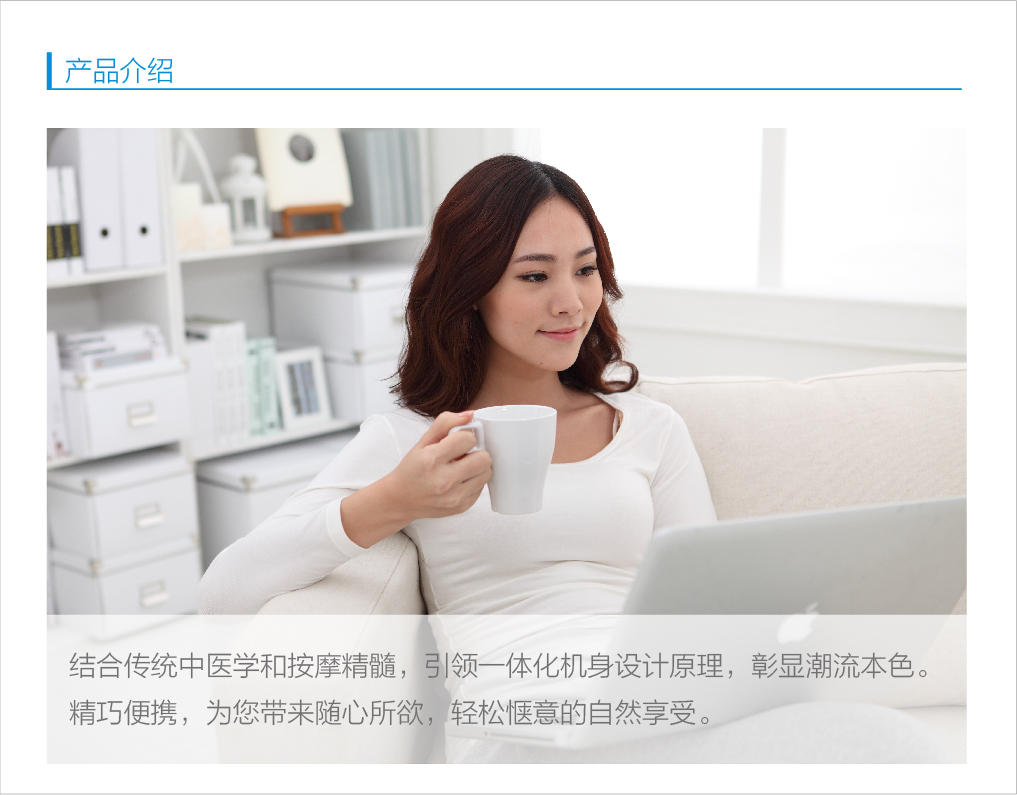 产品介绍
结合传统中医学和按摩精髓，引领一体化机身设计原理，彰显潮流本色。
精巧便携，为您带来随心所欲，轻松惬意的自然享受。